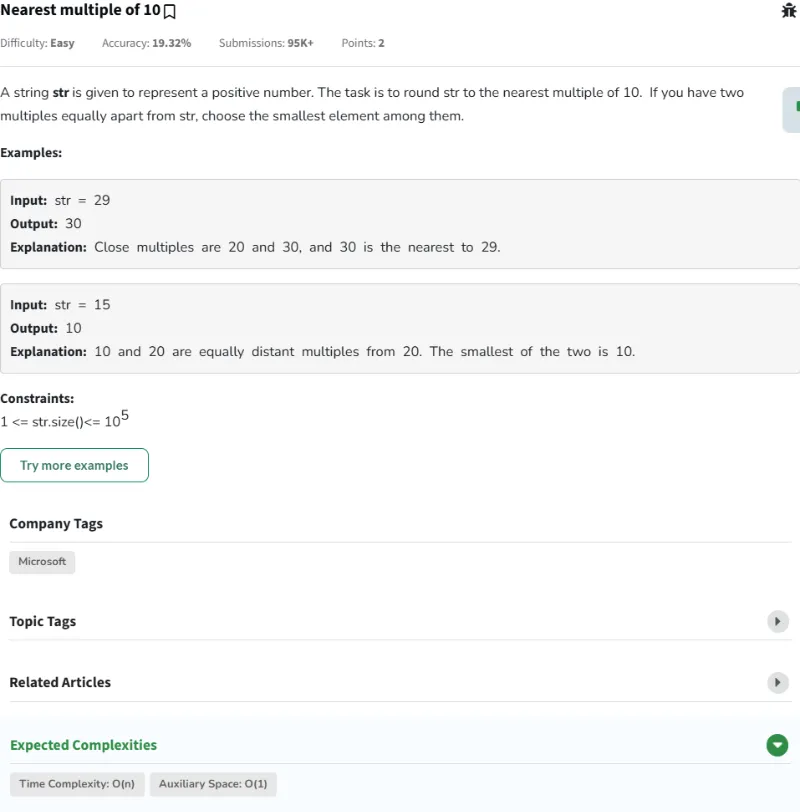 Nearest multiple of 10
Difficulty: Easy Accuracy: 19.32% Submissions: 95K+ Points: 2
A string str is given to represent a positive number. The task is to round str to the nearest multiple of 10. If you have two
multiples equally apart from str, choose the smallest element among them.
Examples:
Input: str = 29
Output: 30
Explanation: Close multiples are 20 and 30, and 30 is the nearest to 29.
Input: str = 15
Output: 10
Explanation: 10 and 20 are equally distant multiples from 20. The smallest of the two is 10.
Constraints:
1 <= str.size()<= 10⁵
Try more examples
Company Tags
Microsoft
Topic Tags
Related Articles
Expected Complexities
Time Complexity: O(n) Auxiliary Space: O(1)